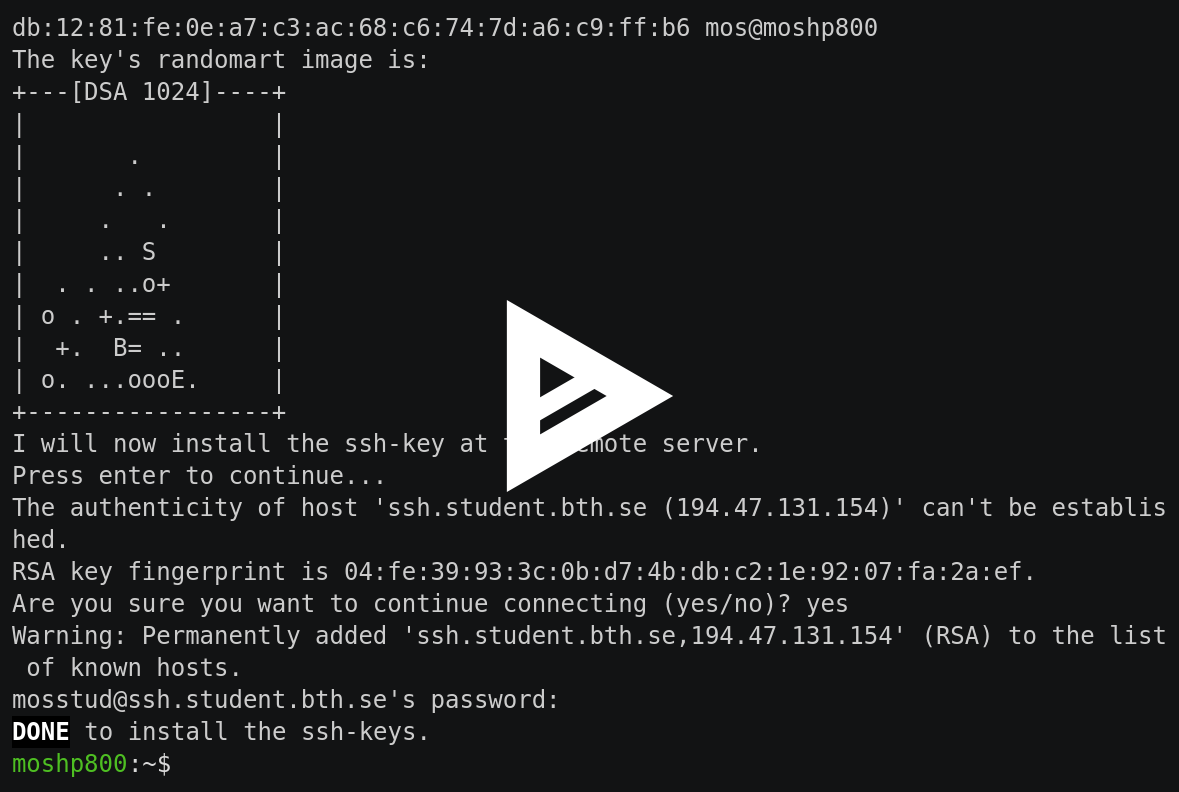 db:12:81:fe:0e:a7:c3:ac:68:c6:74:7d:a6:c9:ff:b6 mos@moshp800
The key's randomart image is:
+---[DSA 1024]----+
|                 |
|       .         |
|      . .        |
|     .   .       |
|     .. S        |
|  . . ..o+       |
| o . +.== .      |
|  +.  B= ..      |
| o. ...oooE.     |
+-----------------+
I will now install the ssh-key at remote server.
Press enter to continue...
The authenticity of host 'ssh.student.bth.se (194.47.131.154)' can't be establis
hed.
RSA key fingerprint is 04:fe:39:93:3c:0b:d7:4b:db:c2:1e:92:07:fa:2a:ef.
Are you sure you want to continue connecting (yes/no)? yes
Warning: Permanently added 'ssh.student.bth.se,194.47.131.154' (RSA) to the list
 of known hosts.
mosstud@ssh.student.bth.se's password:
DONE to install the ssh-keys.
moshp800:~$